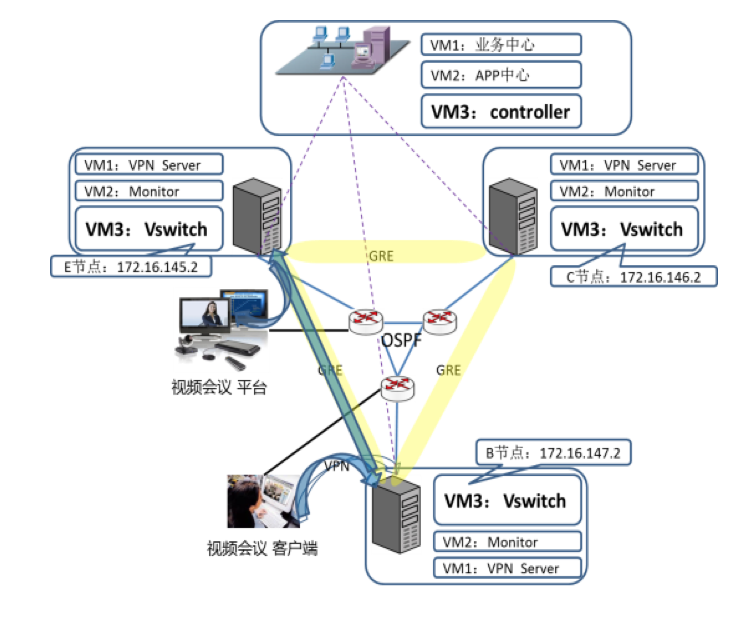 VM1：业务中心
VM2：APP中心
VM3：controller
VM1：VPN Server
VM2：Monitor
VM3：Vswitch
E节点：172.16.145.2
VM1：VPN Server
VM2：Monitor
VM3：Vswitch
C节点：172.16.146.2
GRE
OSPF
GRE
GRE
视频会议 平台
B节点：172.16.147.2
VPN
VM3：Vswitch
VM2：Monitor
VM1：VPN Server
视频会议 客户端